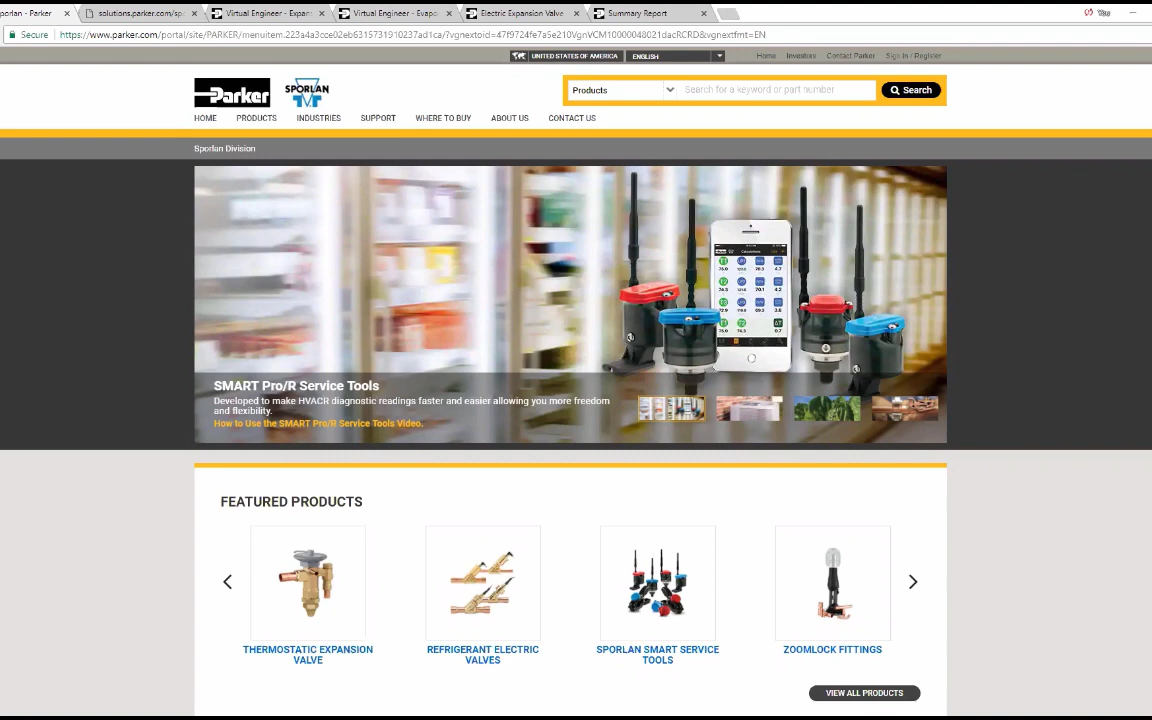 porlan - Parker
solutions.parker.com/sp
Virtual Engineer - Expan
Virtual Engineer - Evapo
Electric Expansion Valve
Summary Report
You
Secure
https://www.parker.com/portal/site/PARKER/menuitem.223a4a3cce02eb6315731910237ad1ca/?vgnextoid=47f9724fe7a5e210VgnVCM10000048021dacRCRD&vgnextfmt=EN
UNITED STATES OF AMERICA
ENGLISH
Home
Investors
Contact Parker
Sign In / Register
Parker
SPORLAN
Products
Search for a keyword or part number
Search
HOME
PRODUCTS
INDUSTRIES
SUPPORT
WHERE TO BUY
ABOUT US
CONTACT US
Sporlan Division
SMART Pro/R Service Tools
Developed to make HVACR diagnostic readings faster and easier allowing you more freedom
and flexibility.
How to Use the SMART Pro/R Service Tools Video.
FEATURED PRODUCTS
THERMOSTATIC EXPANSION
VALVE
REFRIGERANT ELECTRIC
VALVES
SPORLAN SMART SERVICE
TOOLS
ZOOMLOCK FITTINGS
VIEW ALL PRODUCTS